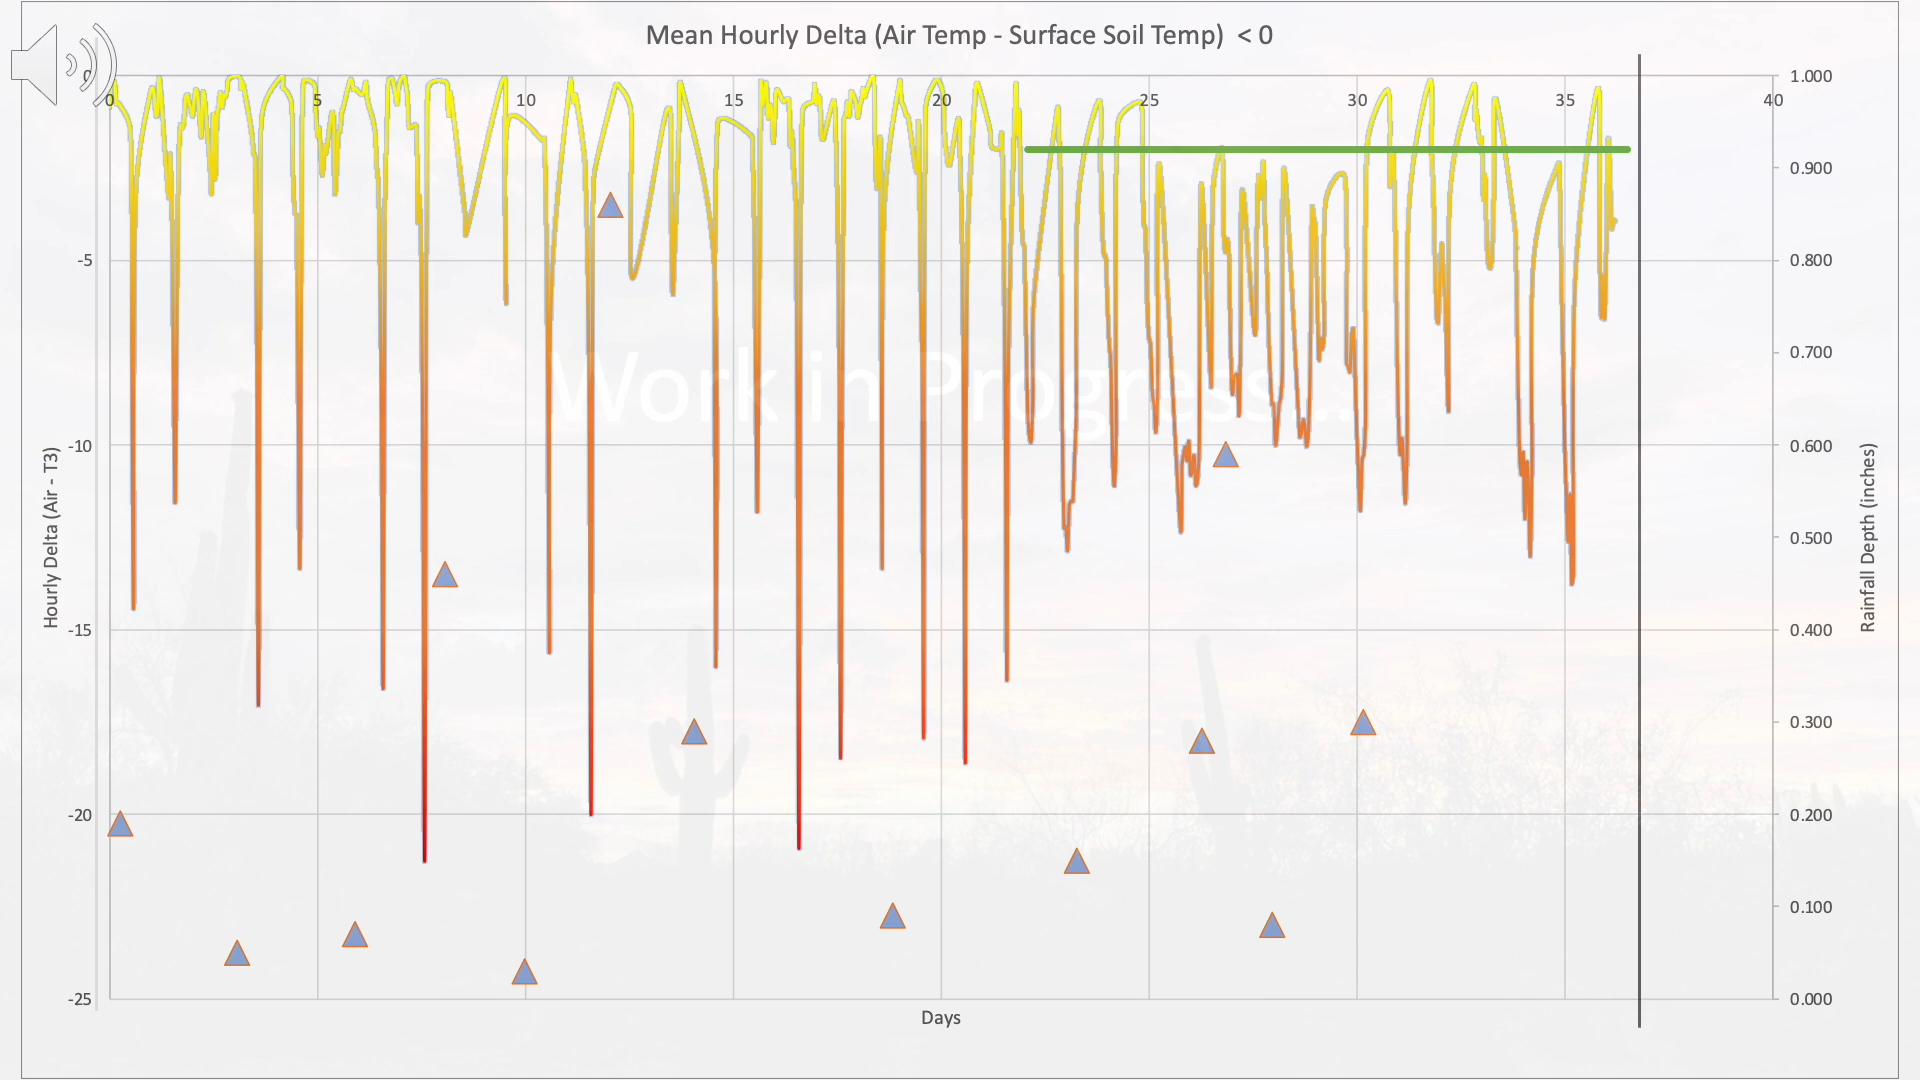 Mean Hourly Delta (Air Temp - Surface Soil Temp)  < 0
0 5 10 15 20 25 30 35 40
0
-5
-10
-15
-20
-25
Hourly Delta (Air - T3)
Work in Progress...
1.000
0.900
0.800
0.700
0.600
0.500
0.400
0.300
0.200
0.100
0.000
Rainfall Depth (inches)
Days